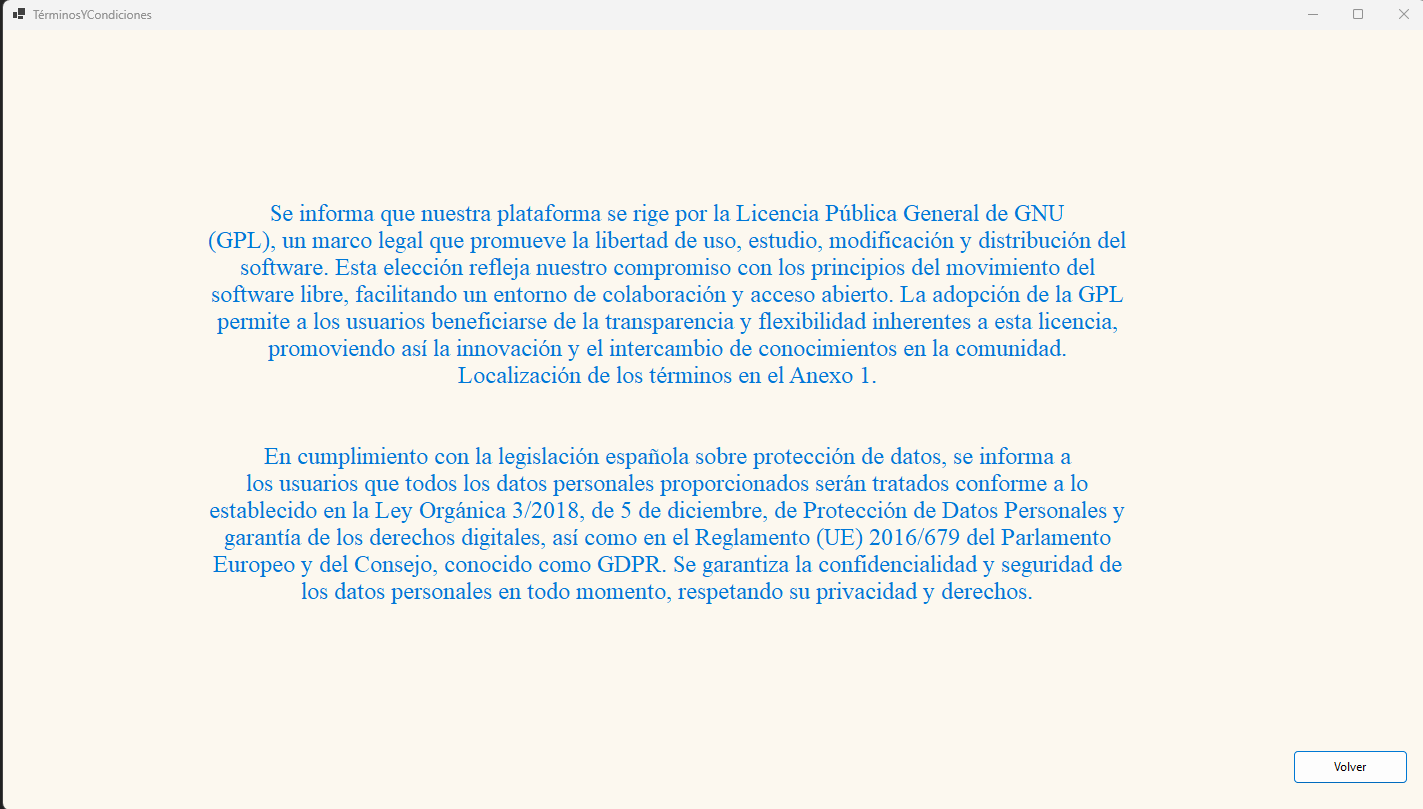 TérminosYCondiciones
Se informa que nuestra plataforma se rige por la Licencia Pública General de GNU
(GPL), un marco legal que promueve la libertad de uso, estudio, modificación y distribución del
software. Esta elección refleja nuestro compromiso con los principios del movimiento del
software libre, facilitando un entorno de colaboración y acceso abierto. La adopción de la GPL
permite a los usuarios beneficiarse de la transparencia y flexibilidad inherentes a esta licencia,
promoviendo así la innovación y el intercambio de conocimientos en la comunidad.
Localización de los términos en el Anexo 1.
En cumplimiento con la legislación española sobre protección de datos, se informa a
los usuarios que todos los datos personales proporcionados serán tratados conforme a lo
establecido en la Ley Orgánica 3/2018, de 5 de diciembre, de Protección de Datos Personales y
garantía de los derechos digitales, así como en el Reglamento (UE) 2016/679 del Parlamento
Europeo y del Consejo, conocido como GDPR. Se garantiza la confidencialidad y seguridad de
los datos personales en todo momento, respetando su privacidad y derechos.
Volver